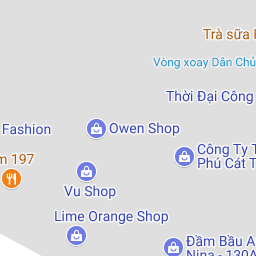 Trà sữa
Vòng xoay Dân Chủ
Thời Đại Công
Fashion
Owen Shop
Công Ty
Phú Cát
197
Vu Shop
Lime Orange Shop
Đầm Bầu
Nina - 130A